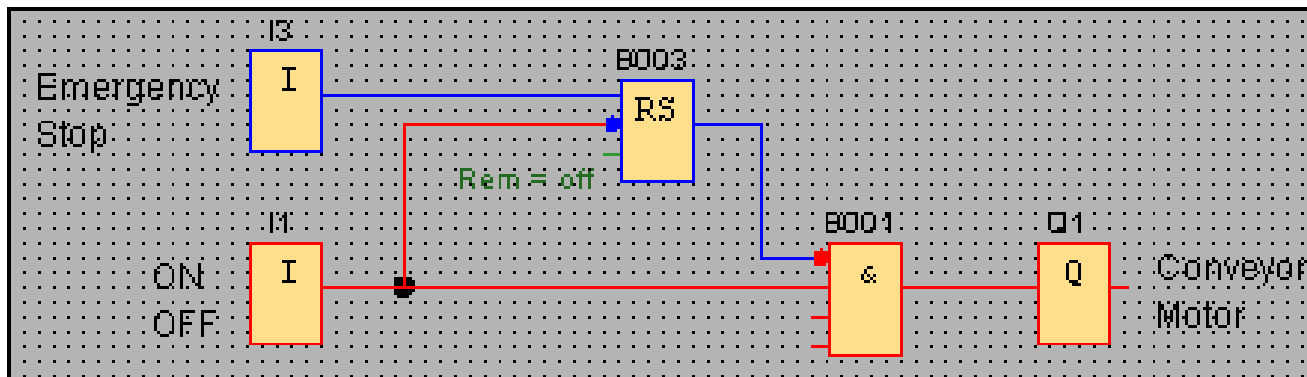 I3
I
Emergency
Stop
B003
RS
Rem = off
I1
I
ON
OFF
B001
&
Q1
Q
Conveyor
Motor